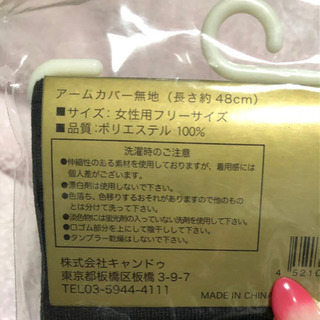 アームカバー無地（長さ約48cm）
■サイズ：女性用フリーサイズ
■品質：ポリエステル 100%
洗濯時のご注意
●伸縮性のある素材を使用しておりますが、着用感には
個人差がございます。
●漂白剤は使用しないで下さい。
●色落ち、色移りするおそれがありますので他のもの
とは分けて洗って下さい。
●淡色物には蛍光剤の入っていない洗剤を使用して下さい。
●口ゴム部分を上にして陰干しして下さい。
●タンブラー乾燥はしないで下さい。
株式会社キャンドゥ
東京都板橋区板橋3-9-7
TEL03-5944-4111
MADE IN CHINA
4 5210